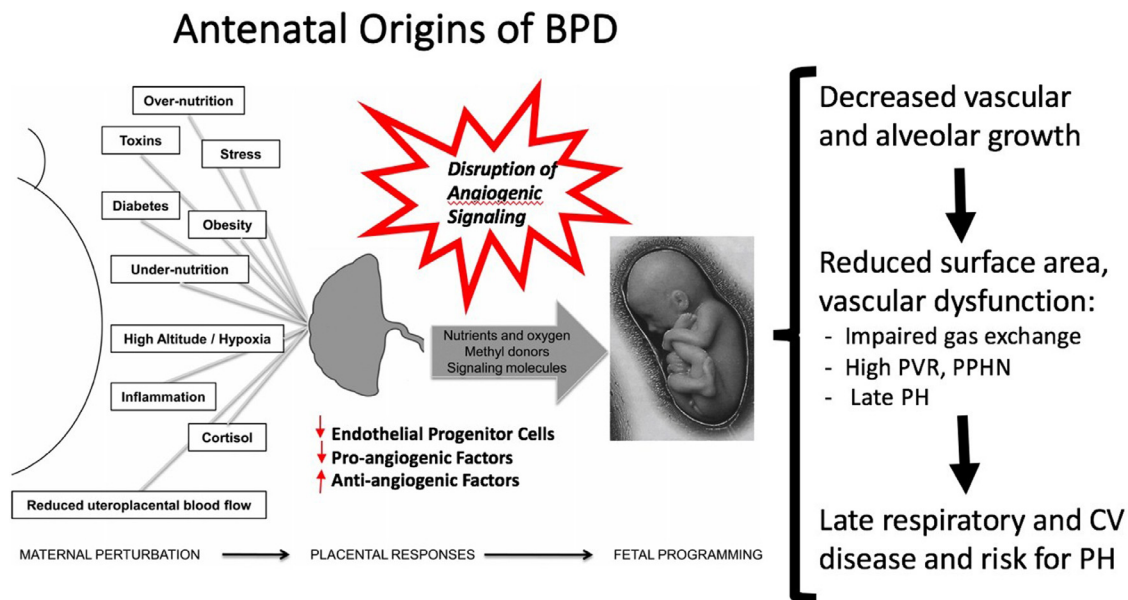 Antenatal Origins of BPD
Over-nutrition
Toxins
Stress
Diabetes
Obesity
Under-nutrition
High Altitude / Hypoxia
Inflammation
Cortisol
Reduced uteroplacental blood flow
Disruption of
Angiogenic
Signaling
Nutrients and oxygen
Methyl donors
Signaling molecules
↓ Endothelial Progenitor Cells
↓ Pro-angiogenic Factors
↑ Anti-angiogenic Factors
MATERNAL PERTURBATION
PLACENTAL RESPONSES
FETAL PROGRAMMING
Decreased vascular
and alveolar growth
Reduced surface area,
vascular dysfunction:
- Impaired gas exchange
- High PVR, PPHN
- Late PH
Late respiratory and CV
disease and risk for PH